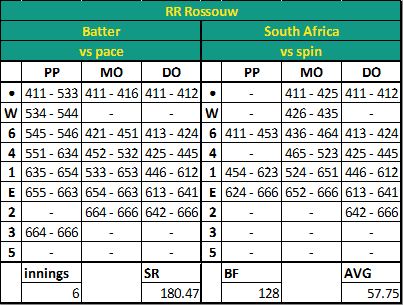 RR Rossouw
Batter South Africa
vs pace vs spin
PP MO DO PP MO DO
• 411 - 533 411 - 416 411 - 412 - 411 - 425 411 - 412
W 534 - 544 - - - 426 - 435 -
6 545 - 546 421 - 451 413 - 424 411 - 453 436 - 464 413 - 424
4 551 - 634 452 - 532 425 - 445 - 465 - 523 425 - 445
1 635 - 654 533 - 653 446 - 612 454 - 623 524 - 651 446 - 612
E 655 - 663 654 - 663 613 - 641 624 - 666 652 - 666 613 - 641
2 - 664 - 666 642 - 666 - - 642 - 666
3 664 - 666 - - - - -
5 - - - - - -
innings SR BF AVG
6 180.47 128 57.75